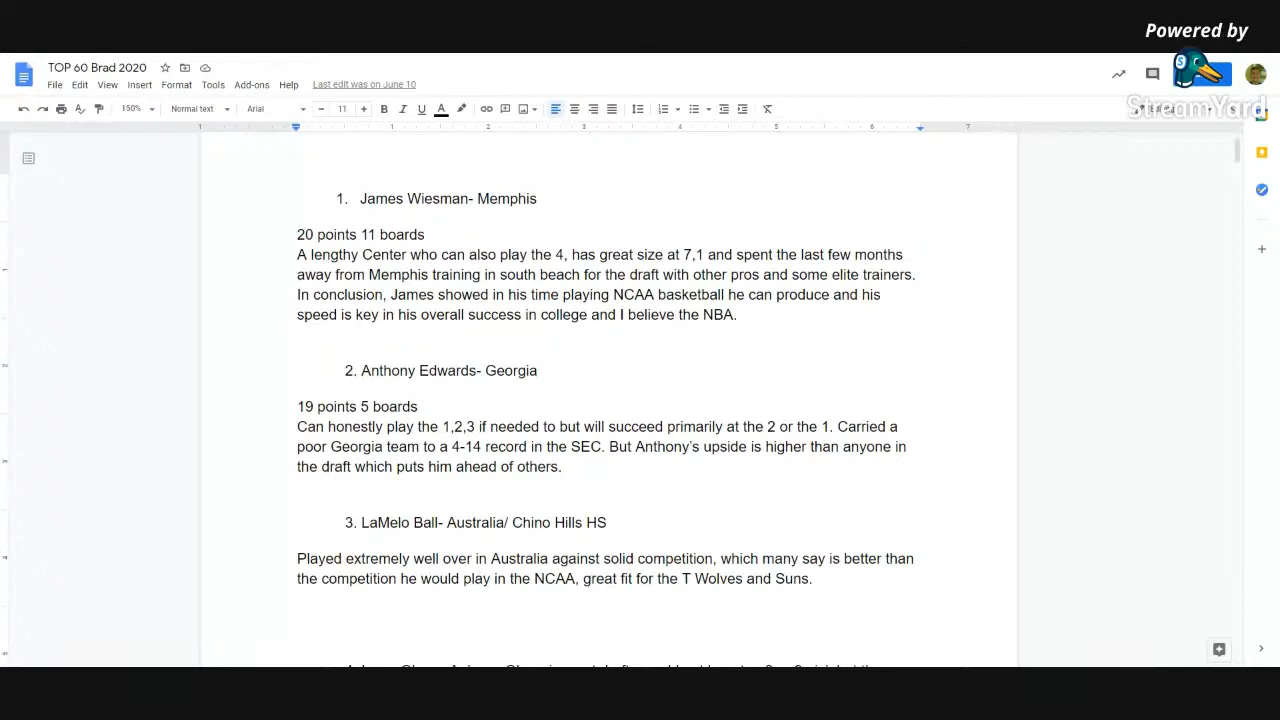 Powered by
TOP 60 Brad 2020
File Edit View Insert Format Tools Add-ons Help Last edit was on June 10
StreamYard
150% Normal text Arial 11
1 1 2 3 4 5 6 7
1. James Wiesman- Memphis
20 points 11 boards
A lengthy Center who can also play the 4, has great size at 7,1 and spent the last few months
away from Memphis training in south beach for the draft with other pros and some elite trainers.
In conclusion, James showed in his time playing NCAA basketball he can produce and his
speed is key in his overall success in college and I believe the NBA.
2. Anthony Edwards- Georgia
19 points 5 boards
Can honestly play the 1,2,3 if needed to but will succeed primarily at the 2 or the 1. Carried a
poor Georgia team to a 4-14 record in the SEC. But Anthony’s upside is higher than anyone in
the draft which puts him ahead of others.
3. LaMelo Ball- Australia/ Chino Hills HS
Played extremely well over in Australia against solid competition, which many say is better than
the competition he would play in the NCAA, great fit for the T Wolves and Suns.